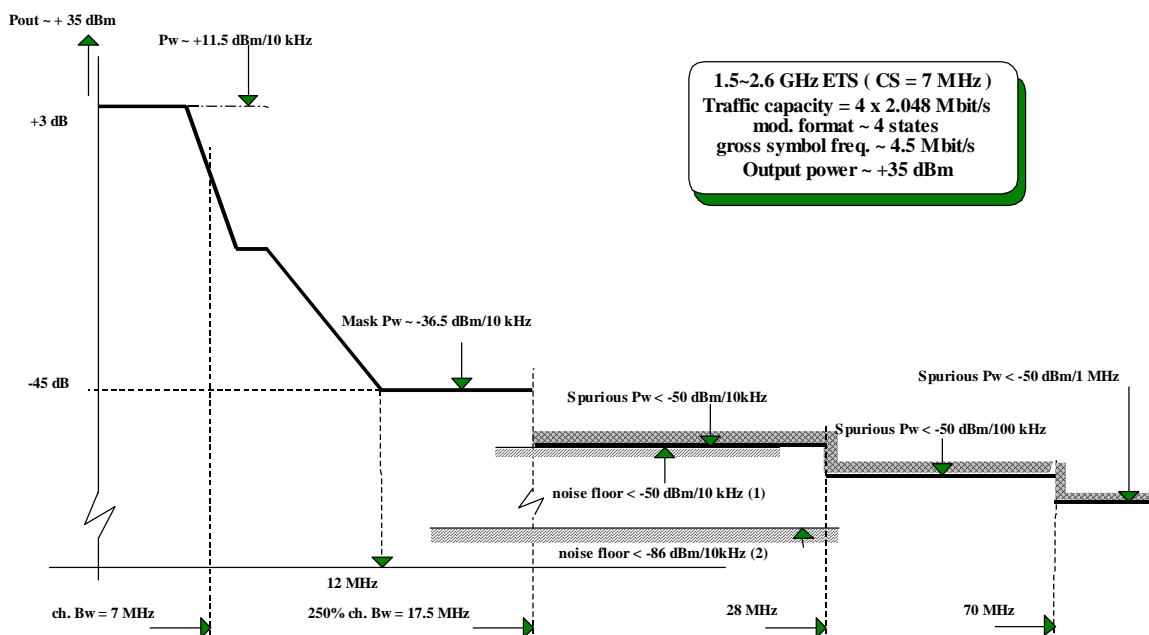 Pout ~ + 35 dBm
Pw ~ +11.5 dBm/10 kHz
+3 dB
1.5~2.6 GHz ETS ( CS = 7 MHz )
Traffic capacity = 4 x 2.048 Mbit/s
mod. format ~ 4 states
gross symbol freq. ~ 4.5 Mbit/s
Output power ~ +35 dBm
Mask Pw ~ -36.5 dBm/10 kHz
-45 dB
Spurious Pw < -50 dBm/1 MHz
Spurious Pw < -50 dBm/10kHz
Spurious Pw < -50 dBm/100 kHz
noise floor < -50 dBm/10 kHz (1)
noise floor < -86 dBm/10kHz (2)
12 MHz
ch. Bw = 7 MHz
250% ch. Bw = 17.5 MHz
28 MHz
70 MHz